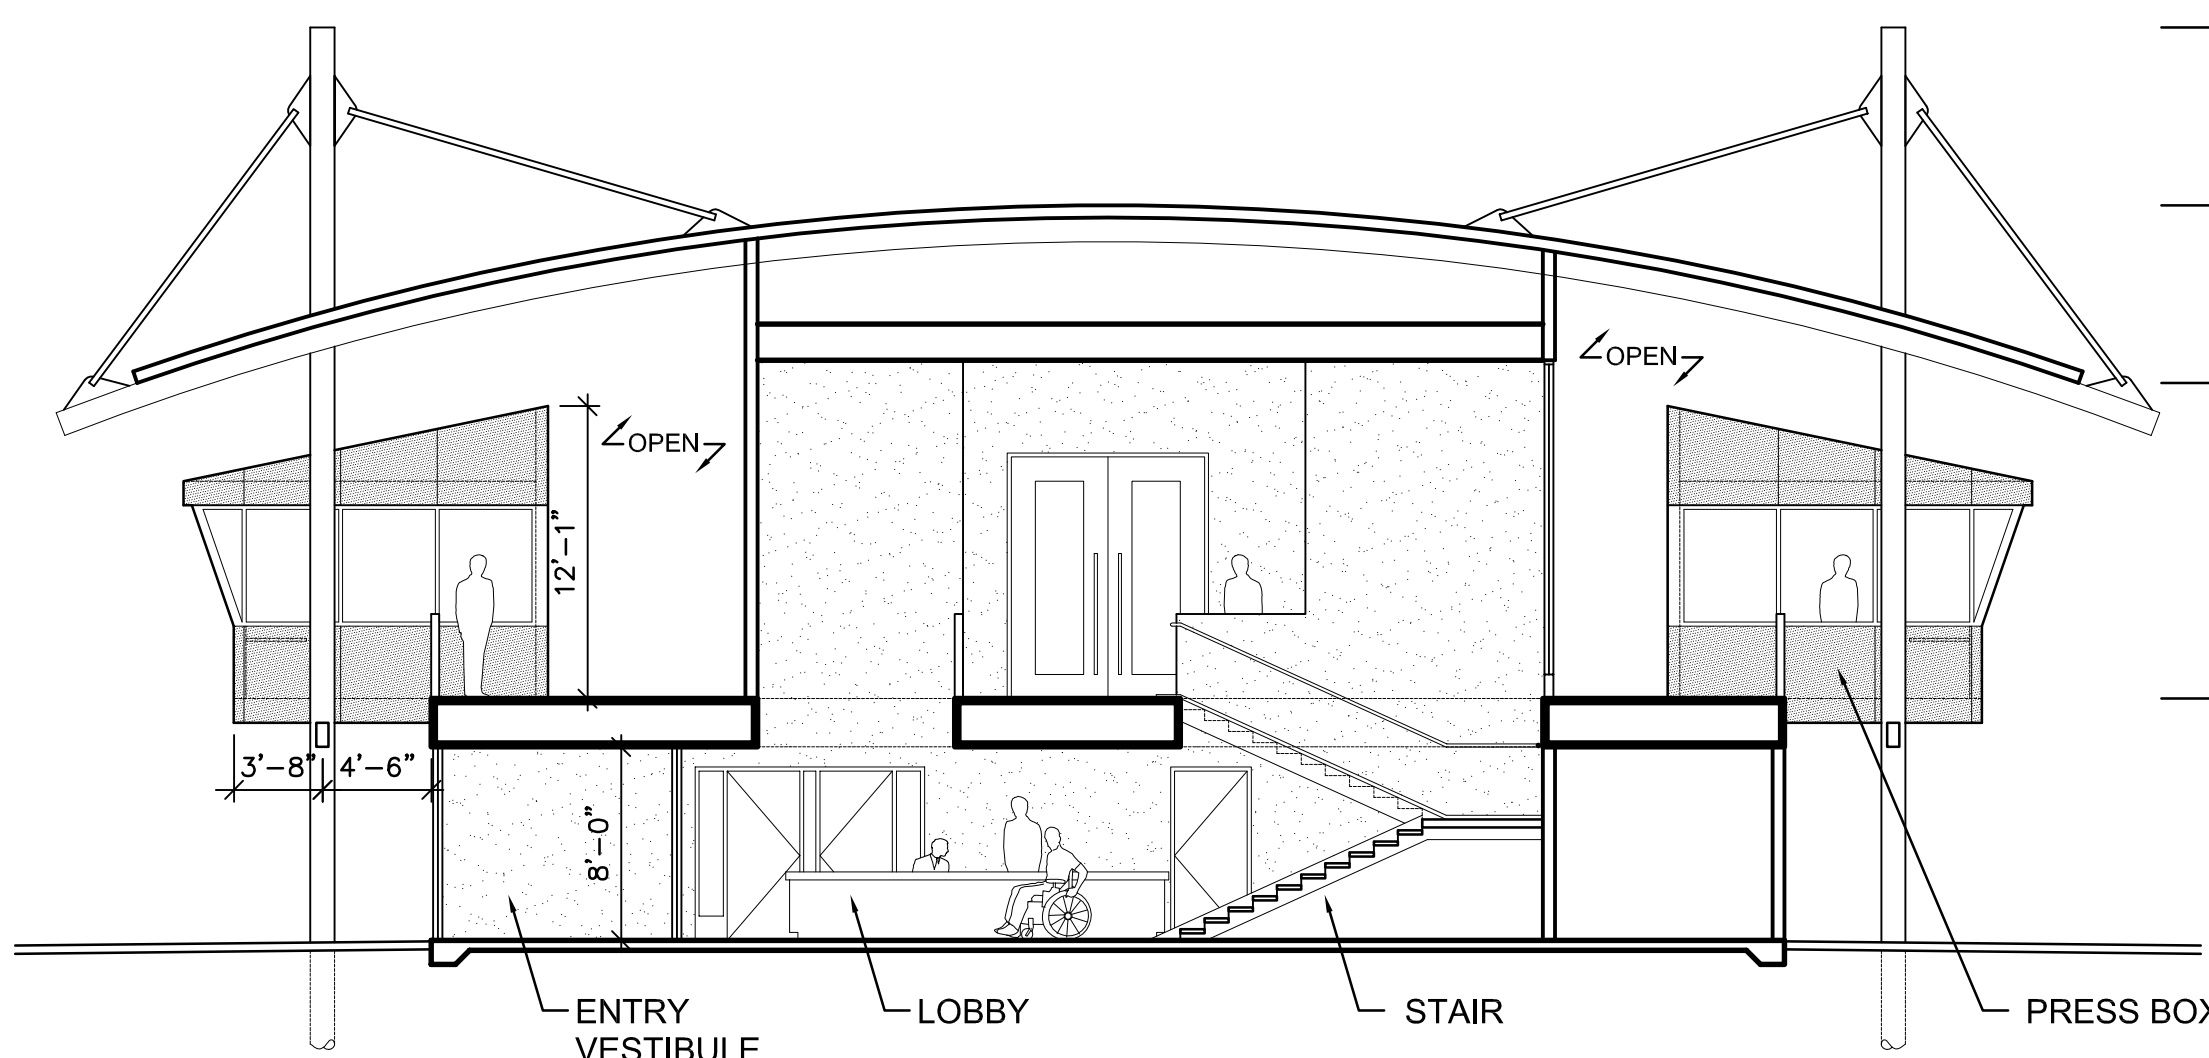 OPEN
OPEN
12'-1"
3'-8"
4'-6"
8'-0"
ENTRY
VESTIBULE
LOBBY
STAIR
PRESS BOX